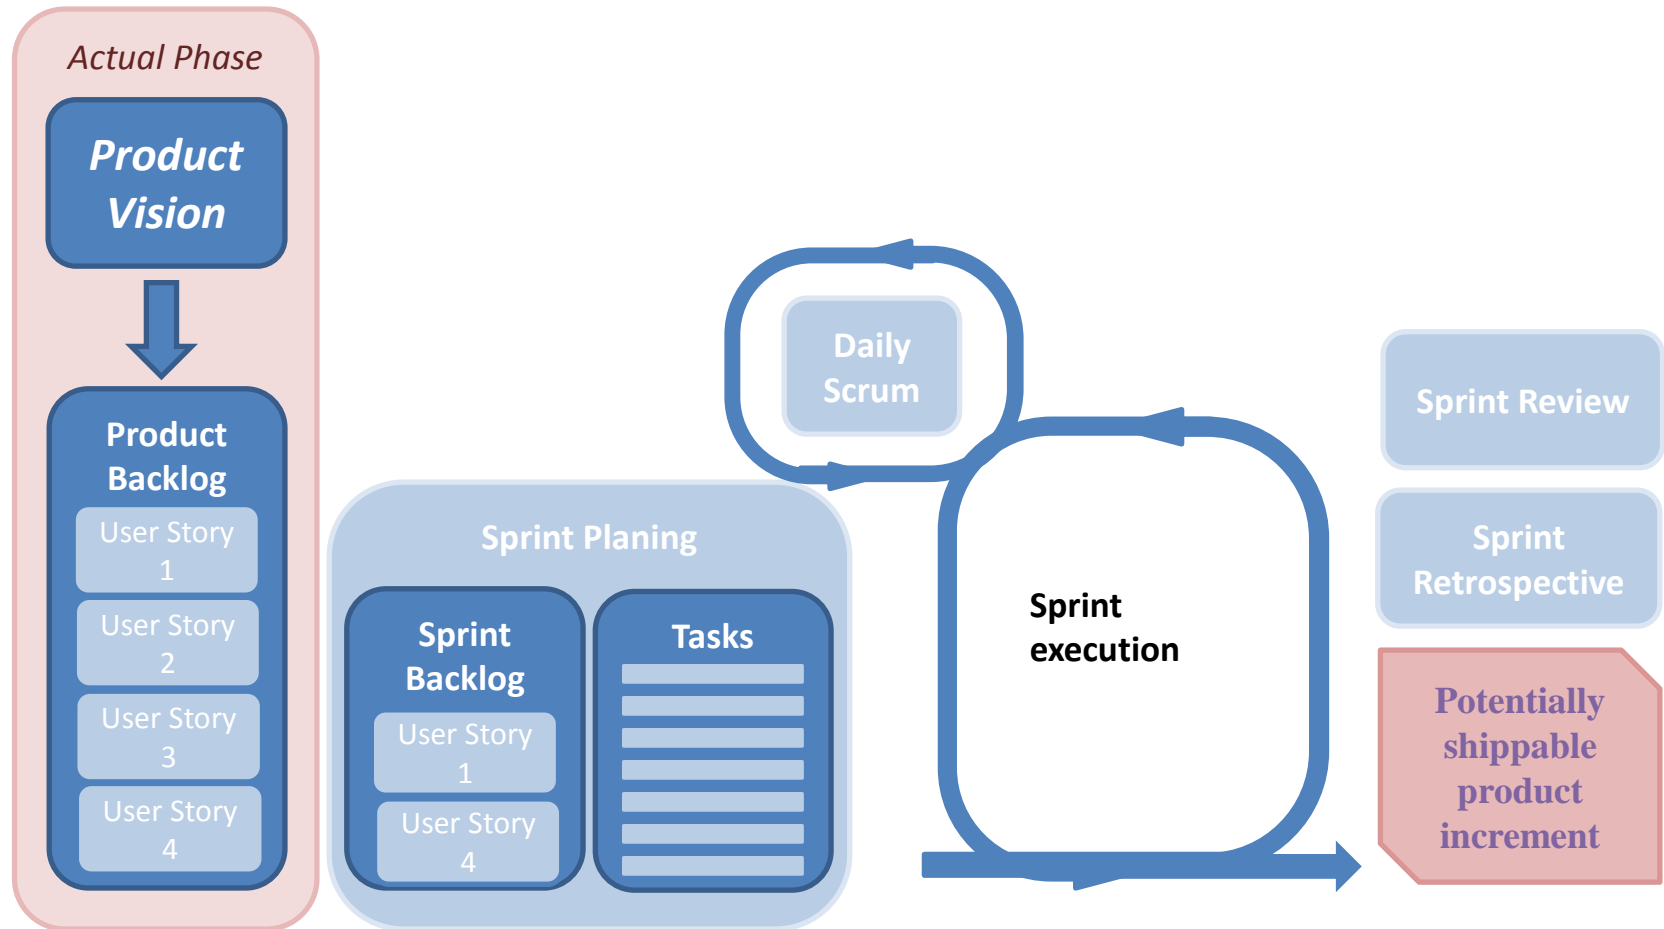 Actual Phase
Product
Vision
Product
Backlog
User Story
1
User Story
2
User Story
3
User Story
4
Sprint Planing
Sprint
Backlog
User Story
1
User Story
4
Tasks
Daily
Scrum
Sprint
execution
Sprint Review
Sprint
Retrospective
Potentially
shippable
product
increment